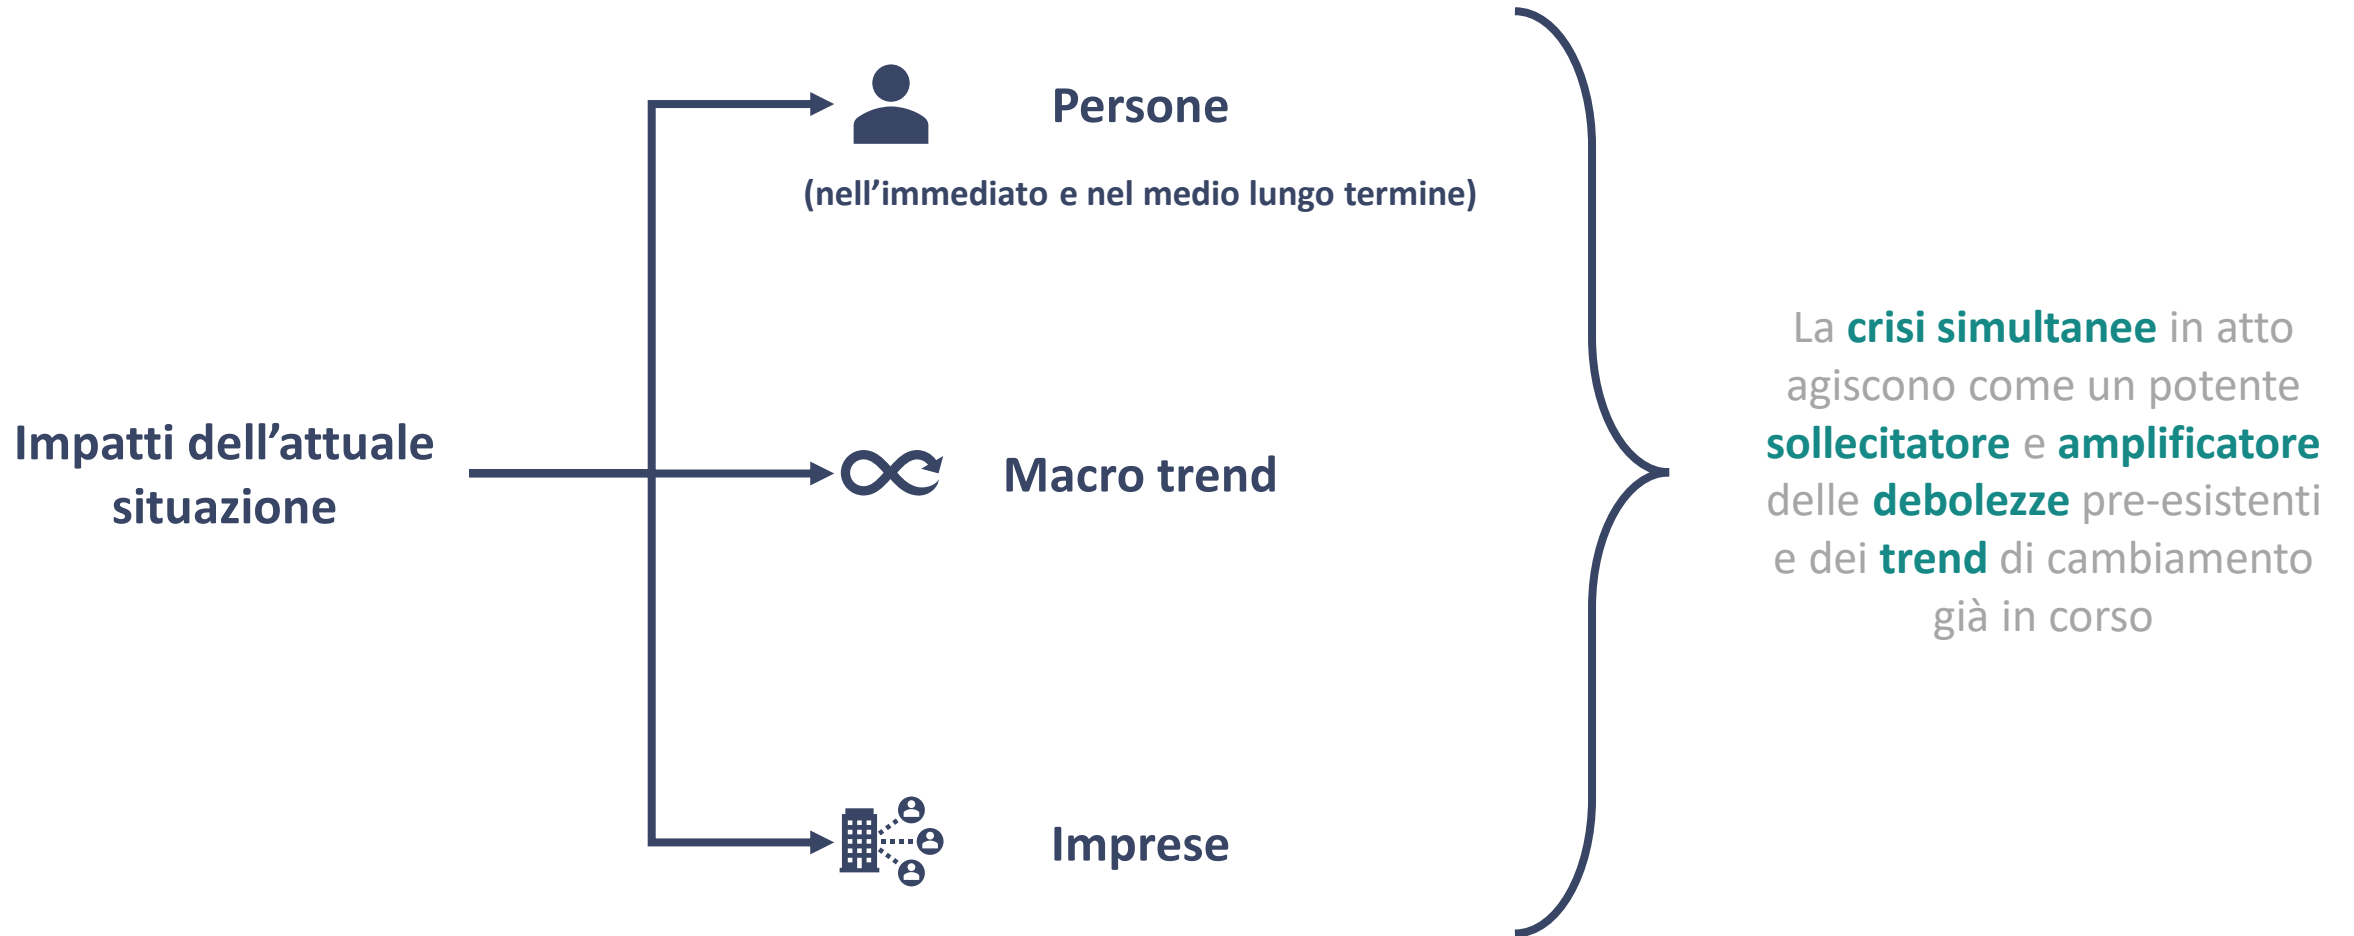 Impatti dell’attuale
situazione
Persone
(nell’immediato e nel medio lungo termine)
Macro trend
Imprese
La crisi simultanee in atto
agiscono come un potente
sollecitatore e amplificatore
delle debolezze pre-esistenti
e dei trend di cambiamento
già in corso